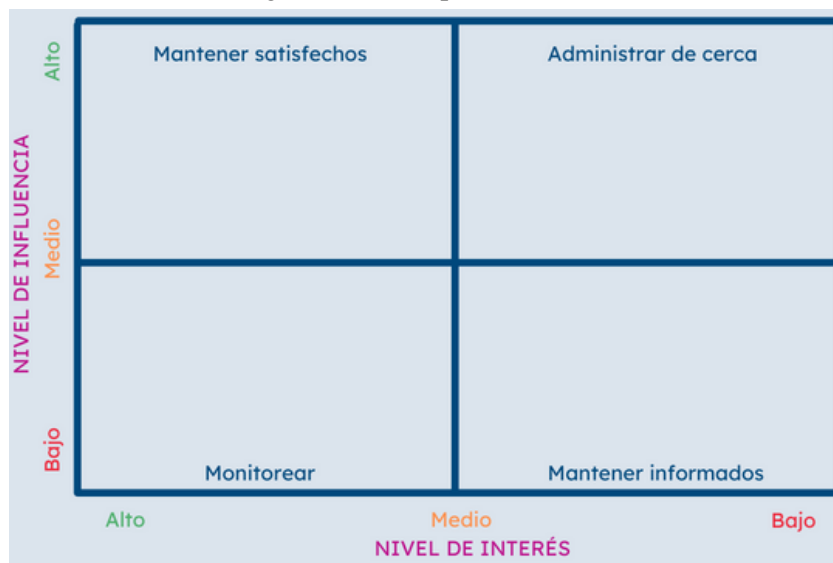 Mantener satisfechos
Administrar de cerca
Alto
NIVEL DE INFLUENCIA
Medio
Bajo
Monitorear
Mantener informados
Alto
Medio
Bajo
NIVEL DE INTERÉS